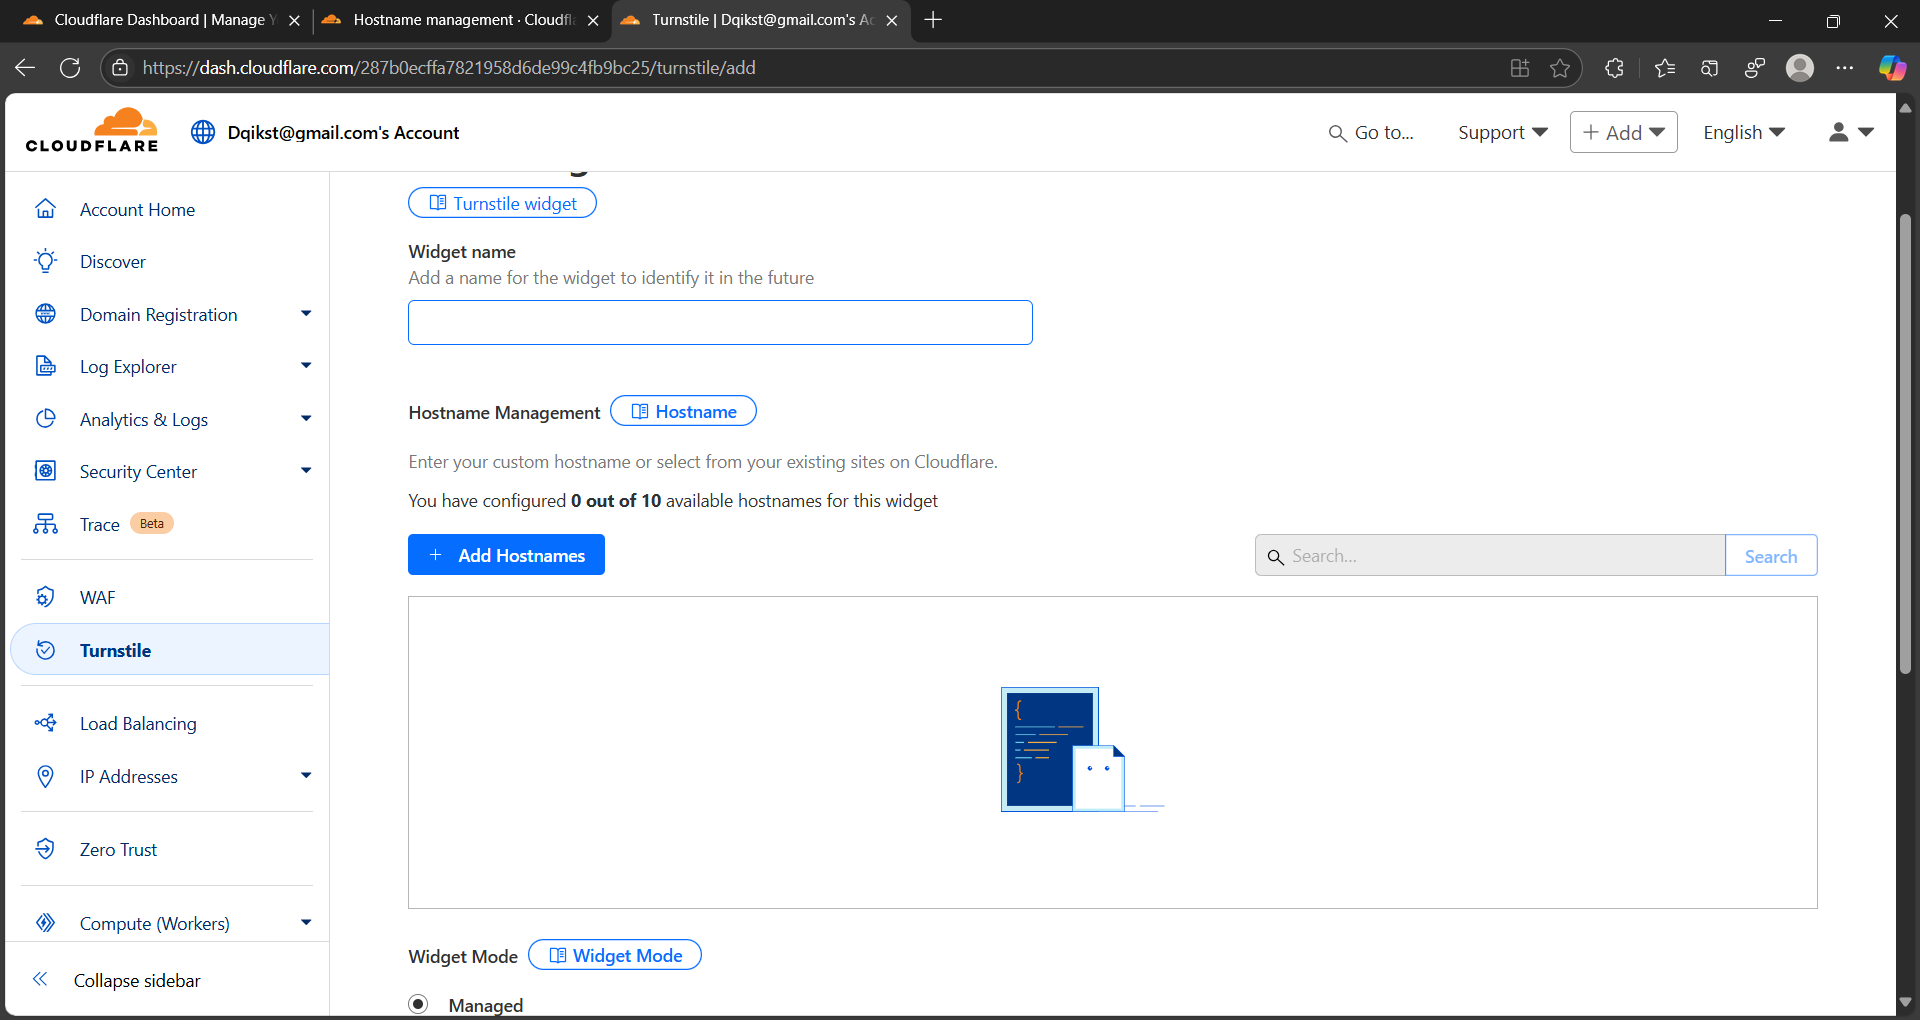 Cloudflare Dashboard | Manage Y
Hostname management · Cloudfla
Turnstile | Dqikst@gmail.com's Ac
https://dash.cloudflare.com/287b0ecffa7821958d6de99c4fb9bc25/turnstile/add
CLOUDFLARE
Dqikst@gmail.com's Account
Go to...
Support
+ Add
English
Account Home
Discover
Domain Registration
Log Explorer
Analytics & Logs
Security Center
Trace Beta
WAF
Turnstile
Load Balancing
IP Addresses
Zero Trust
Compute (Workers)
Collapse sidebar
Turnstile widget
Widget name
Add a name for the widget to identify it in the future
Hostname Management Hostname
Enter your custom hostname or select from your existing sites on Cloudflare.
You have configured 0 out of 10 available hostnames for this widget
+ Add Hostnames
Search...
Search
{
}
Widget Mode Widget Mode
Managed